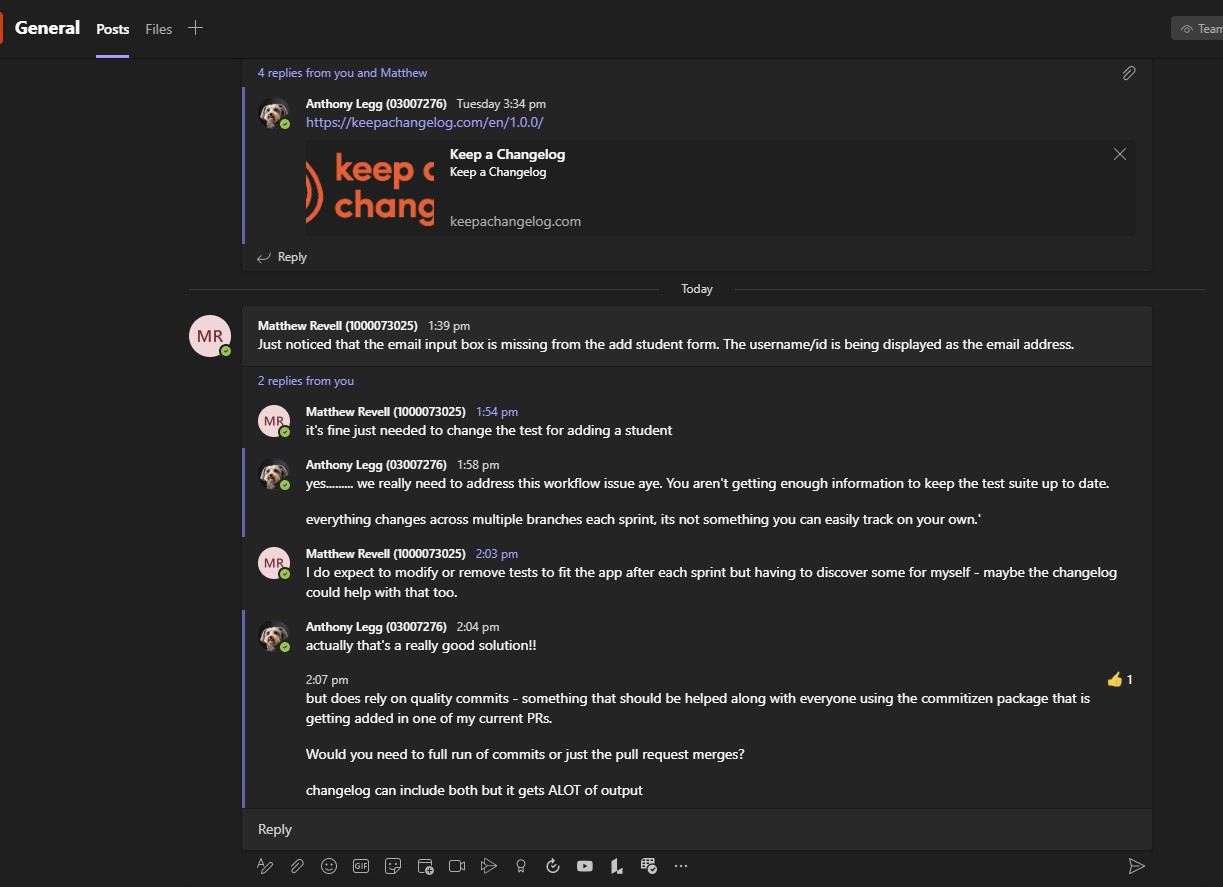 General Posts Files
Team
4 replies from you and Matthew
Anthony Legg (03007276) Tuesday 3:34 pm
https://keepachangelog.com/en/1.0.0/
keep c
chang
Keep a Changelog
Keep a Changelog
keepachangelog.com
Reply
Today
MR
Matthew Revell (1000073025) 1:39 pm
Just noticed that the email input box is missing from the add student form. The username/id is being displayed as the email address.
2 replies from you
MR
Matthew Revell (1000073025) 1:54 pm
it's fine just needed to change the test for adding a student
Anthony Legg (03007276) 1:58 pm
yes......... we really need to address this workflow issue aye. You aren't getting enough information to keep the test suite up to date.
everything changes across multiple branches each sprint, its not something you can easily track on your own.'
MR
Matthew Revell (1000073025) 2:03 pm
I do expect to modify or remove tests to fit the app after each sprint but having to discover some for myself - maybe the changelog
could help with that too.
Anthony Legg (03007276) 2:04 pm
actually that's a really good solution!!
2:07 pm
👍 1
but does rely on quality commits - something that should be helped along with everyone using the commitizen package that is
getting added in one of my current PRs.
Would you need to full run of commits or just the pull request merges?
changelog can include both but it gets ALOT of output
Reply
GIF